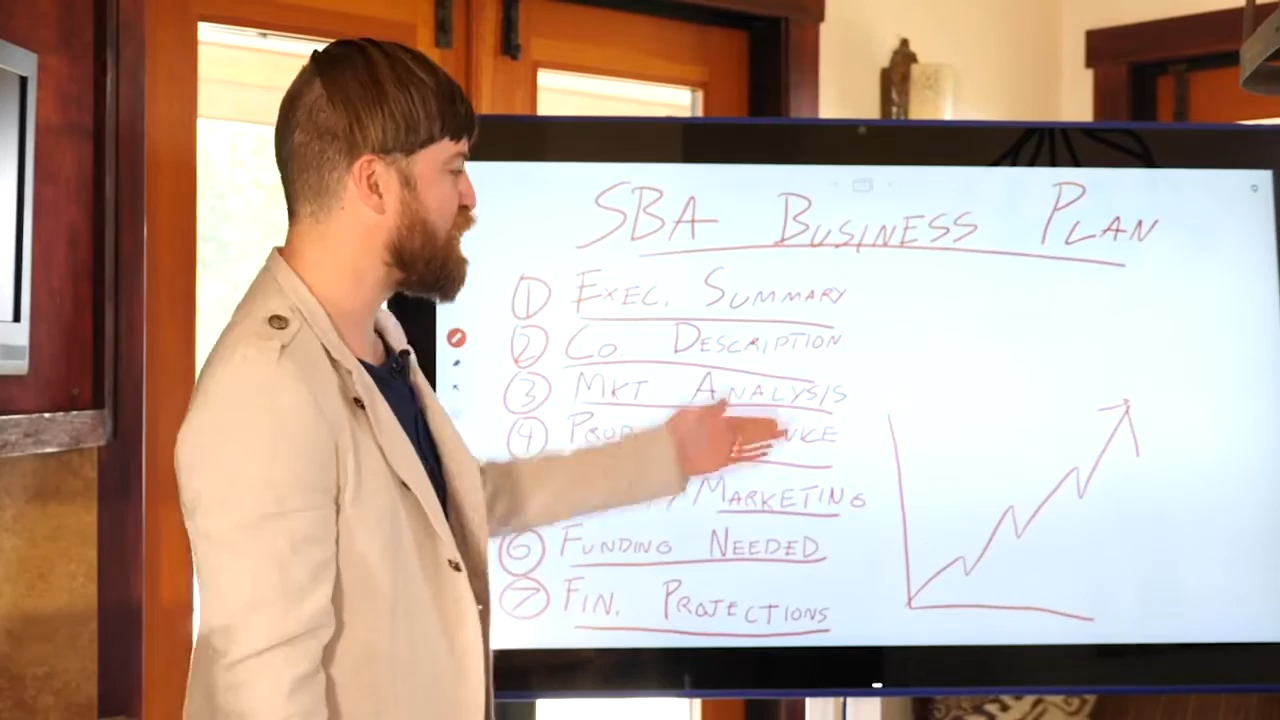 SBA BUSINESS PLAN
① EXEC. SUMMARY
② CO. DESCRIPTION
③ MKT ANALYSIS
④
MARKETING
⑥ FUNDING NEEDED
⑦ FIN. PROJECTIONS